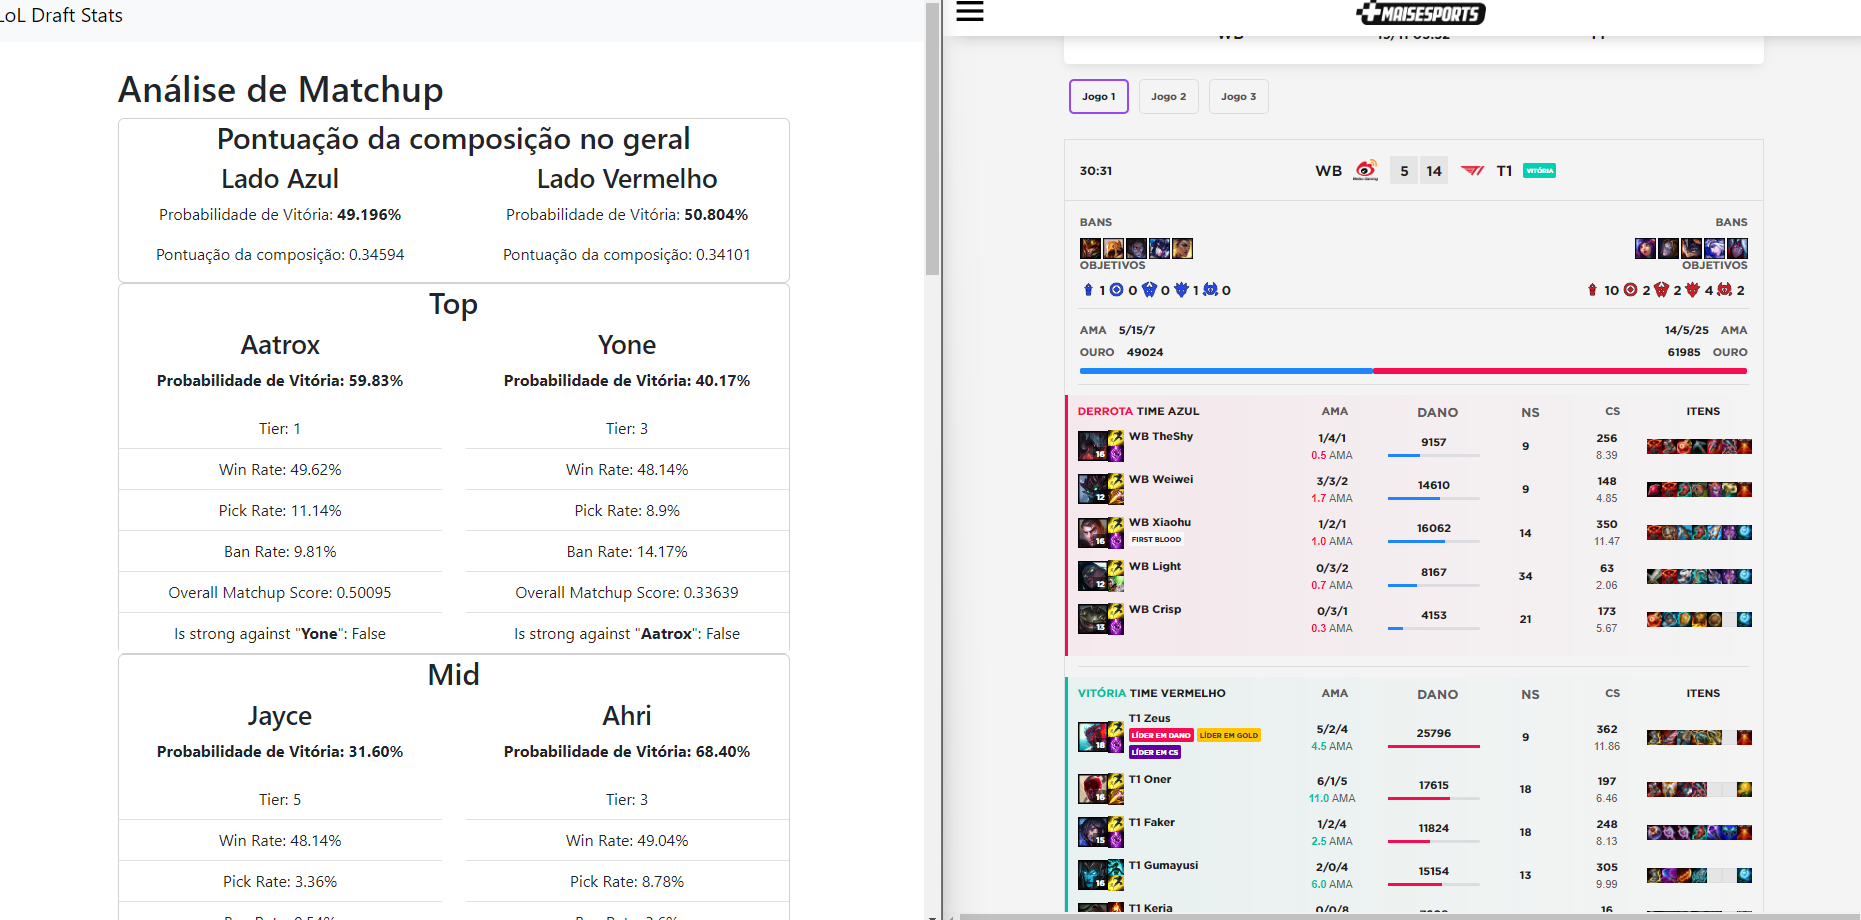 LoL Draft Stats
Análise de Matchup
Pontuação da composição no geral
Lado Azul
Lado Vermelho
Probabilidade de Vitória: 49.196%
Probabilidade de Vitória: 50.804%
Pontuação da composição: 0.34594
Pontuação da composição: 0.34101
Top
Aatrox
Yone
Probabilidade de Vitória: 59.83%
Probabilidade de Vitória: 40.17%
Tier: 1
Tier: 3
Win Rate: 49.62%
Win Rate: 48.14%
Pick Rate: 11.14%
Pick Rate: 8.9%
Ban Rate: 9.81%
Ban Rate: 14.17%
Overall Matchup Score: 0.50095
Overall Matchup Score: 0.33639
Is strong against "Yone": False
Is strong against "Aatrox": False
Mid
Jayce
Ahri
Probabilidade de Vitória: 31.60%
Probabilidade de Vitória: 68.40%
Tier: 5
Tier: 3
Win Rate: 48.14%
Win Rate: 49.04%
Pick Rate: 3.36%
Pick Rate: 8.78%
MAISESPORTS
Jogo 1
Jogo 2
Jogo 3
30:31
WB 5 14 T1 VITÓRIA
BANS
BANS
OBJETIVOS
OBJETIVOS
1 0 0 1 0
10 2 2 4 2
AMA 5/15/7
14/5/25 AMA
OURO 49024
61985 OURO
DERROTA TIME AZUL AMA DANO NS CS ITENS
16 WB TheShy 1/4/1 9157 9 256
0.5 AMA 8.39
12 WB Weiwei 3/3/2 14610 9 148
1.7 AMA 4.85
16 WB Xiaohu 1/2/1 16062 14 350
FIRST BLOOD 1.0 AMA 11.47
12 WB Light 0/3/2 8167 34 63
0.7 AMA 2.06
13 WB Crisp 0/3/1 4153 21 173
0.3 AMA 5.67
VITÓRIA TIME VERMELHO AMA DANO NS CS ITENS
18 T1 Zeus 5/2/4 25796 9 362
LÍDER EM DANO LÍDER EM GOLD 4.5 AMA 11.86
LÍDER EM CS
16 T1 Oner 6/1/5 17615 18 197
11.0 AMA 6.46
15 T1 Faker 1/2/4 11824 18 248
2.5 AMA 8.13
16 T1 Gumayusi 2/0/4 15154 13 305
6.0 AMA 9.99
T1 Keria 0/0/8 16